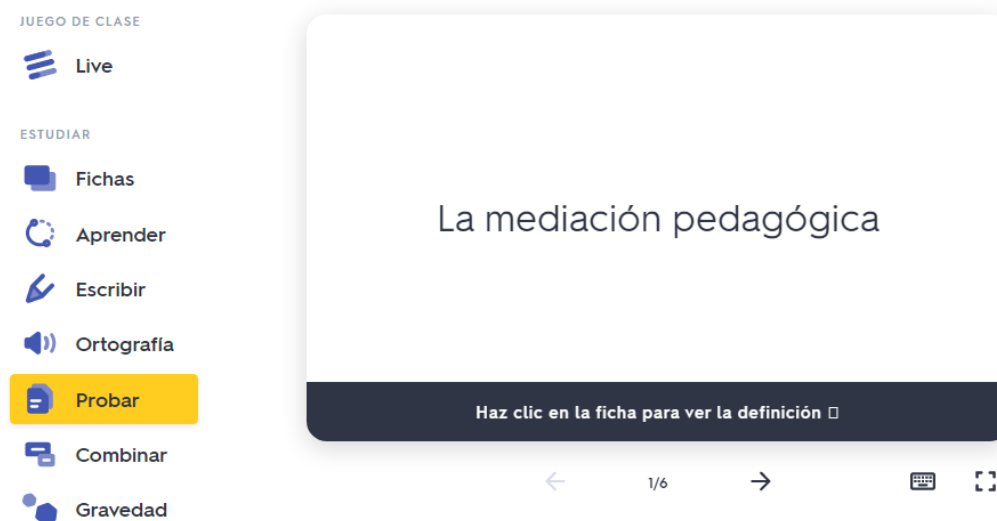 JUEGO DE CLASE
Live
ESTUDIAR
Fichas
Aprender
Escribir
Ortografía
Probar
Combinar
Gravedad
La mediación pedagógica
Haz clic en la ficha para ver la definición
1/6